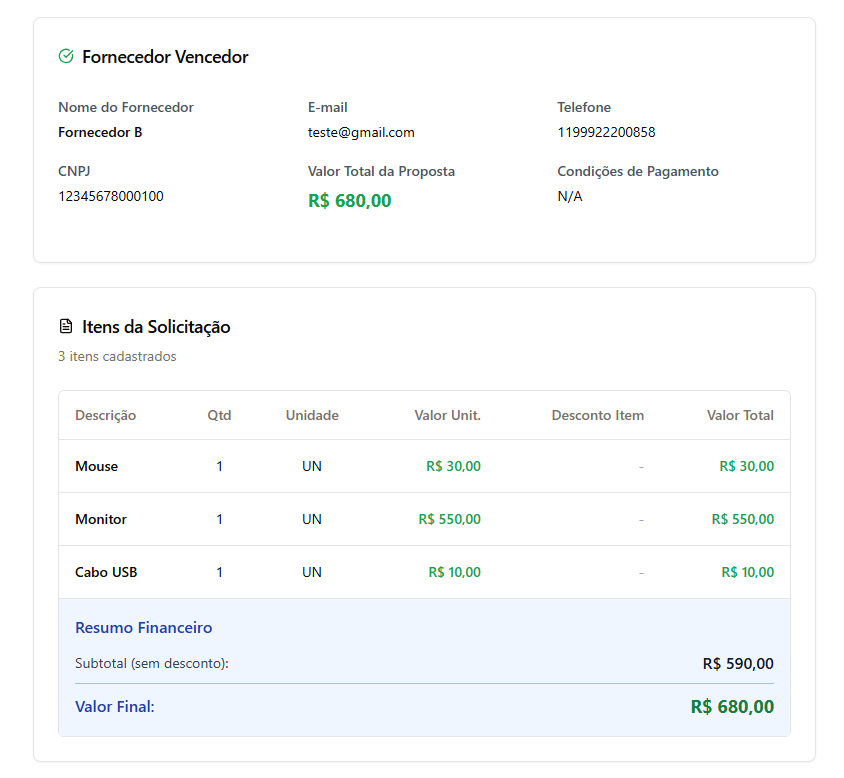 Fornecedor Vencedor
Nome do Fornecedor E-mail Telefone
Fornecedor B teste@gmail.com 1199922200858
CNPJ Valor Total da Proposta Condições de Pagamento
12345678000100 R$ 680,00 N/A
Itens da Solicitação
3 itens cadastrados
Descrição Qtd Unidade Valor Unit. Desconto Item Valor Total
Mouse 1 UN R$ 30,00 - R$ 30,00
Monitor 1 UN R$ 550,00 - R$ 550,00
Cabo USB 1 UN R$ 10,00 - R$ 10,00
Resumo Financeiro
Subtotal (sem desconto): R$ 590,00
Valor Final: R$ 680,00